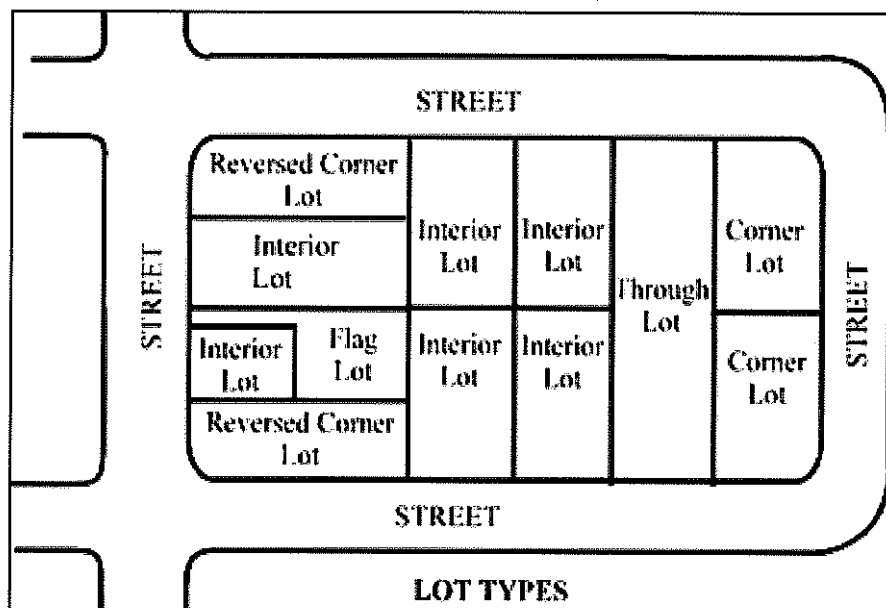 STREET
Reversed Corner
Lot
Interior
Lot
Interior
Lot
Interior
Lot
Corner
Lot
STREET
STREET
Through
Lot
Interior
Lot
Flag
Lot
Interior
Lot
Interior
Lot
Corner
Lot
Reversed Corner
Lot
STREET
LOT TYPES